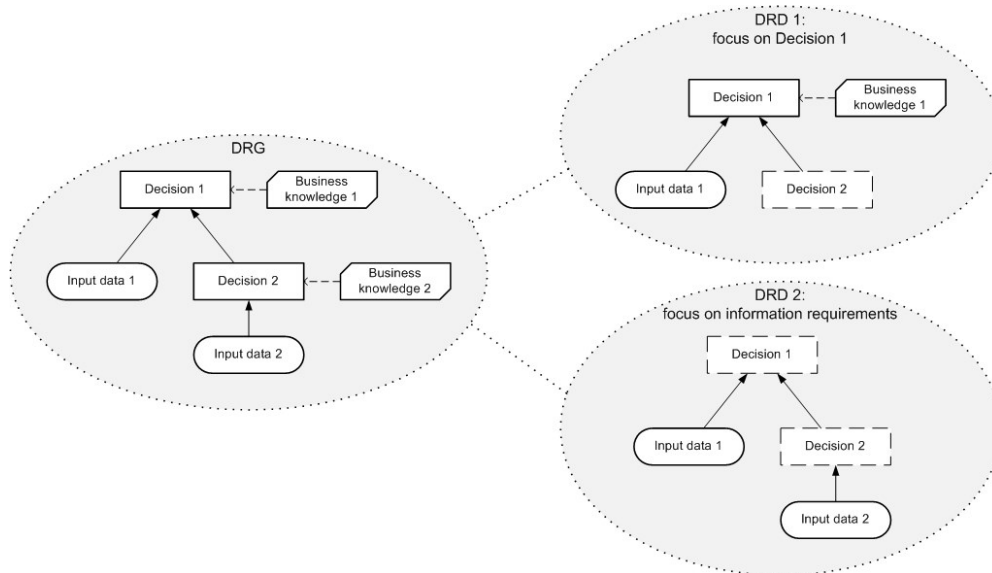 DRG
Decision 1
Business
knowledge 1
Input data 1
Decision 2
Business
knowledge 2
Input data 2
DRD 1:
focus on Decision 1
Decision 1
Business
knowledge 1
Input data 1
Decision 2
DRD 2:
focus on information requirements
Decision 1
Input data 1
Decision 2
Input data 2